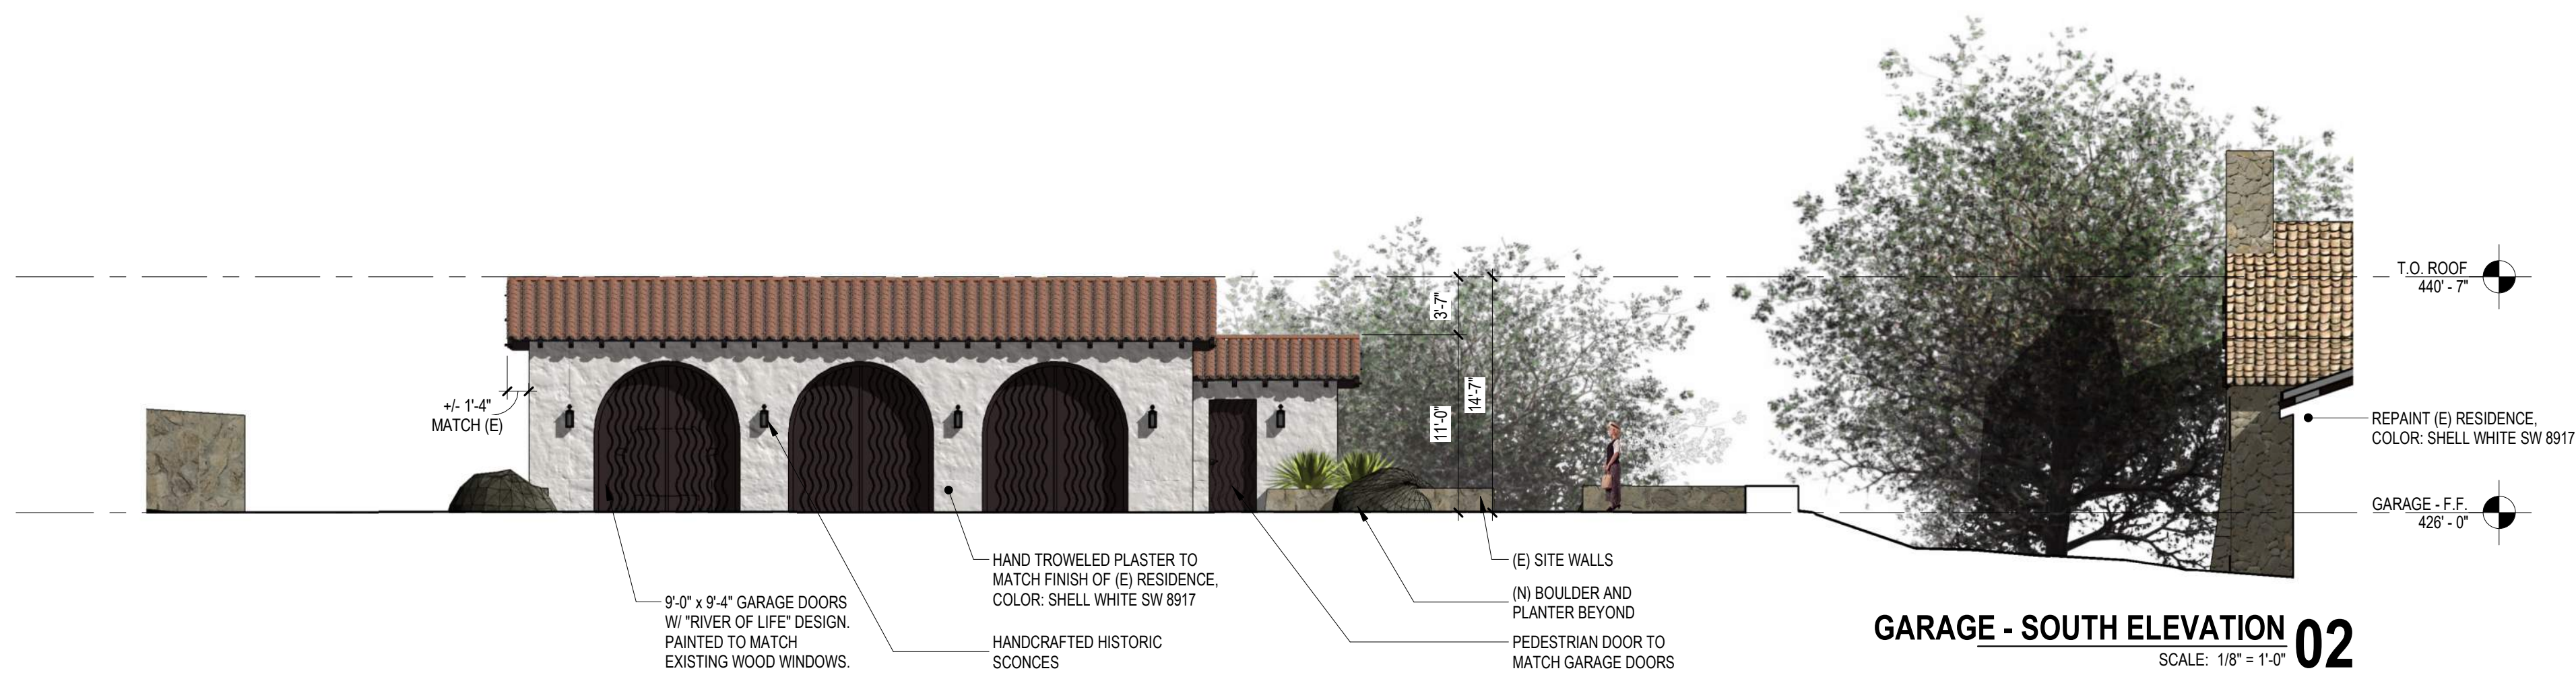 T.O. ROOF
440' - 7"
3'-7"
14'-7"
11'-0"
+/- 1'-4"
MATCH (E)
REPAINT (E) RESIDENCE,
COLOR: SHELL WHITE SW 8917
GARAGE - F.F.
426' - 0"
9'-0" x 9'-4" GARAGE DOORS
W/ "RIVER OF LIFE" DESIGN.
PAINTED TO MATCH
EXISTING WOOD WINDOWS.
HAND TROWELED PLASTER TO
MATCH FINISH OF (E) RESIDENCE,
COLOR: SHELL WHITE SW 8917
HANDCRAFTED HISTORIC
SCONCES
(E) SITE WALLS
(N) BOULDER AND
PLANTER BEYOND
PEDESTRIAN DOOR TO
MATCH GARAGE DOORS
GARAGE - SOUTH ELEVATION 02
SCALE: 1/8" = 1'-0"